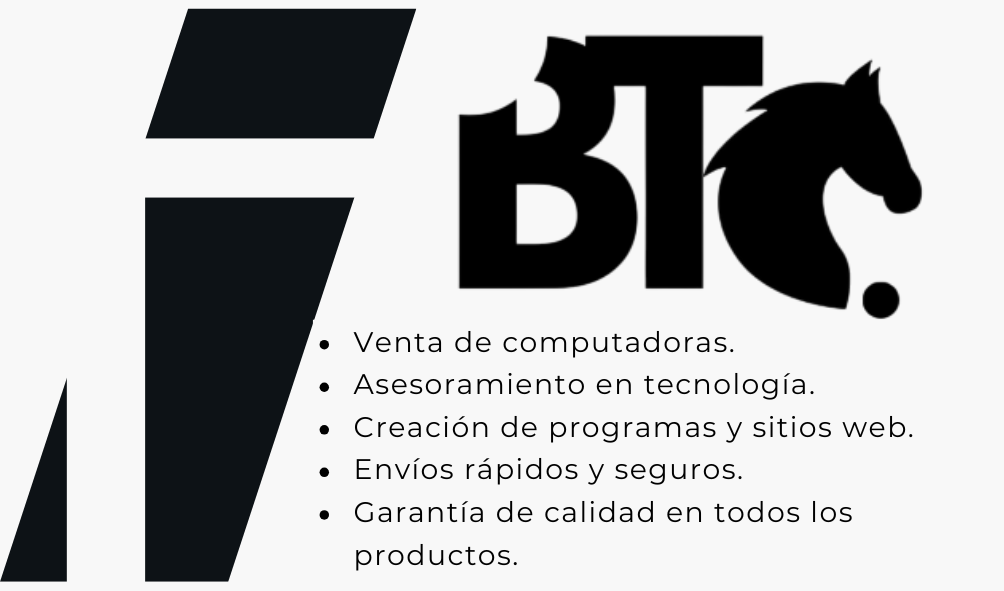 BTC.
• Venta de computadoras.
• Asesoramiento en tecnología.
• Creación de programas y sitios web.
• Envíos rápidos y seguros.
• Garantía de calidad en todos los
productos.